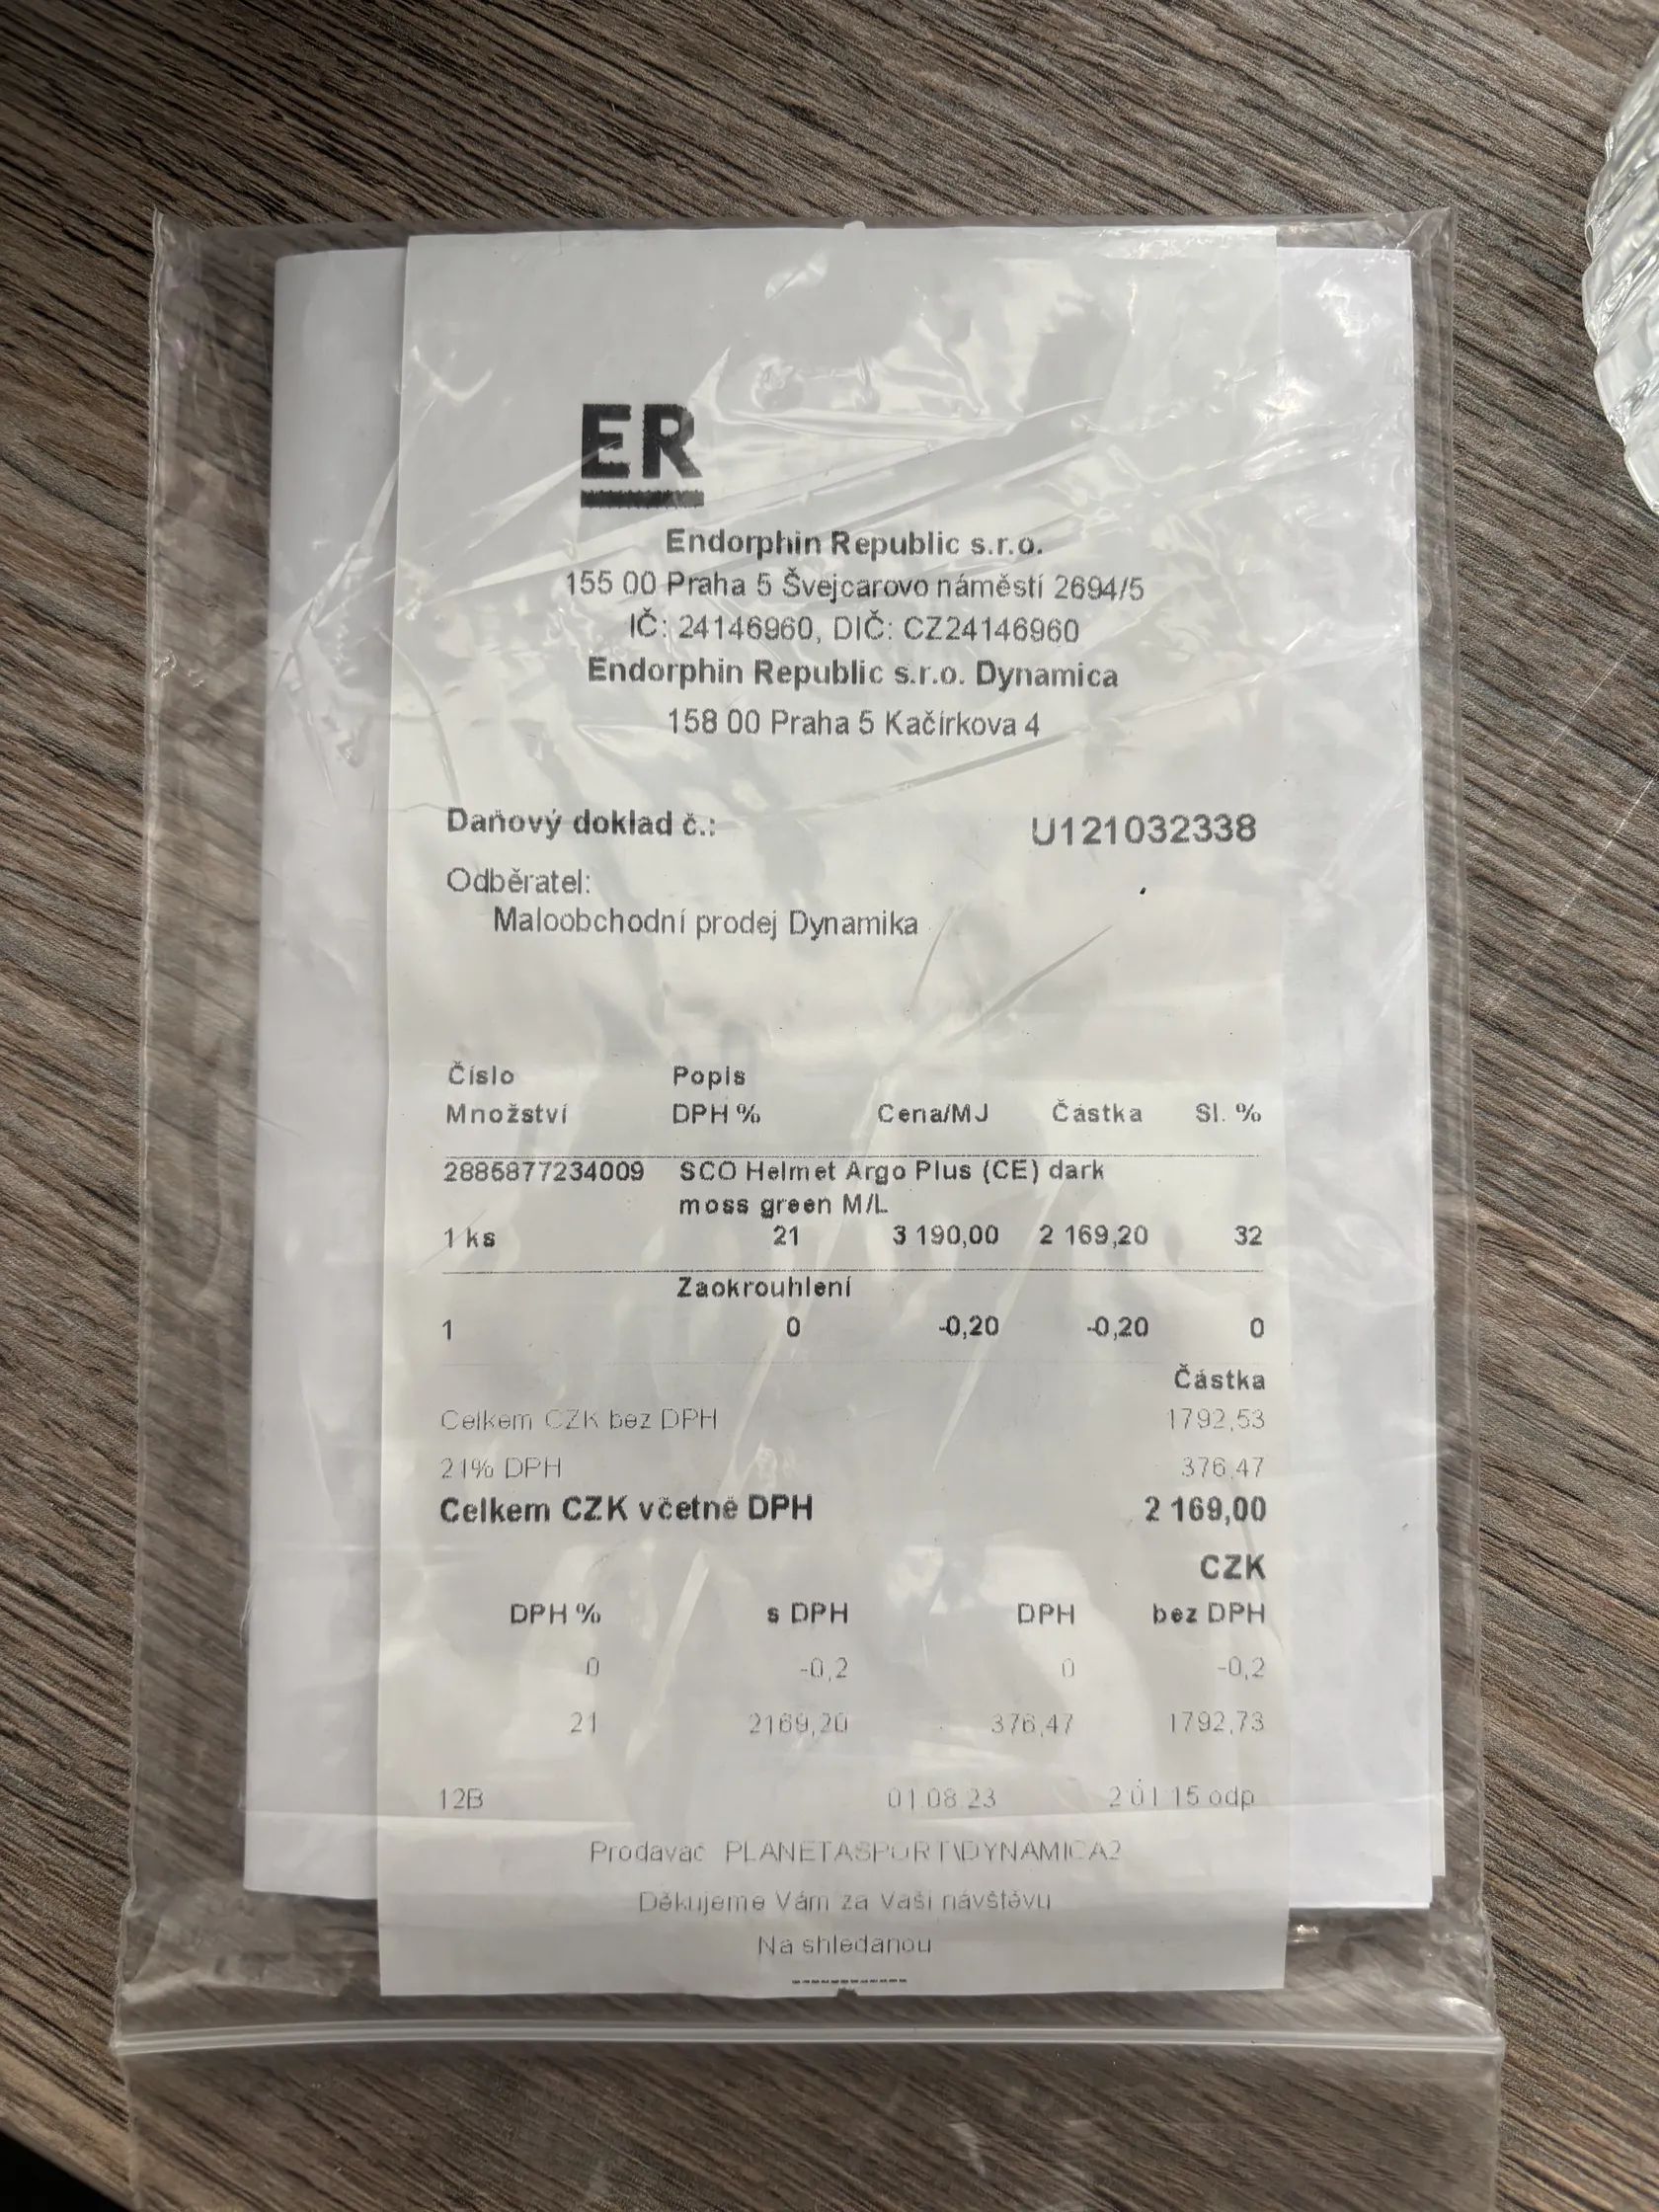 ER
Endorphin Republic s.r.o.
155 00 Praha 5 Švejcarovo náměstí 2694/5
IČ: 24146960, DIČ: CZ24146960
Endorphin Republic s.r.o. Dynamica
158 00 Praha 5 Kačírkova 4
Daňový doklad č.: U121032338
Odběratel:
Maloobchodní prodej Dynamika
Číslo Popis
Množství DPH % Cena/MJ Částka Sl. %
2885877234009 SCO Helmet Argo Plus (CE) dark
moss green M/L
1 ks 21 3 190,00 2 169,20 32
Zaokrouhlení
1 0 -0,20 -0,20 0
Částka
Celkem CZK bez DPH 1792,53
21% DPH 376,47
Celkem CZK včetně DPH 2 169,00
CZK
DPH % s DPH DPH bez DPH
0 -0,2 0 -0,2
21 2169,20 376,47 1792,73
12B 01 08 23 15 odp
Prodavač PLANETASPORT\DYNAMICA2
Děkujeme Vám za Vaši návštěvu
Na shledanou
------------